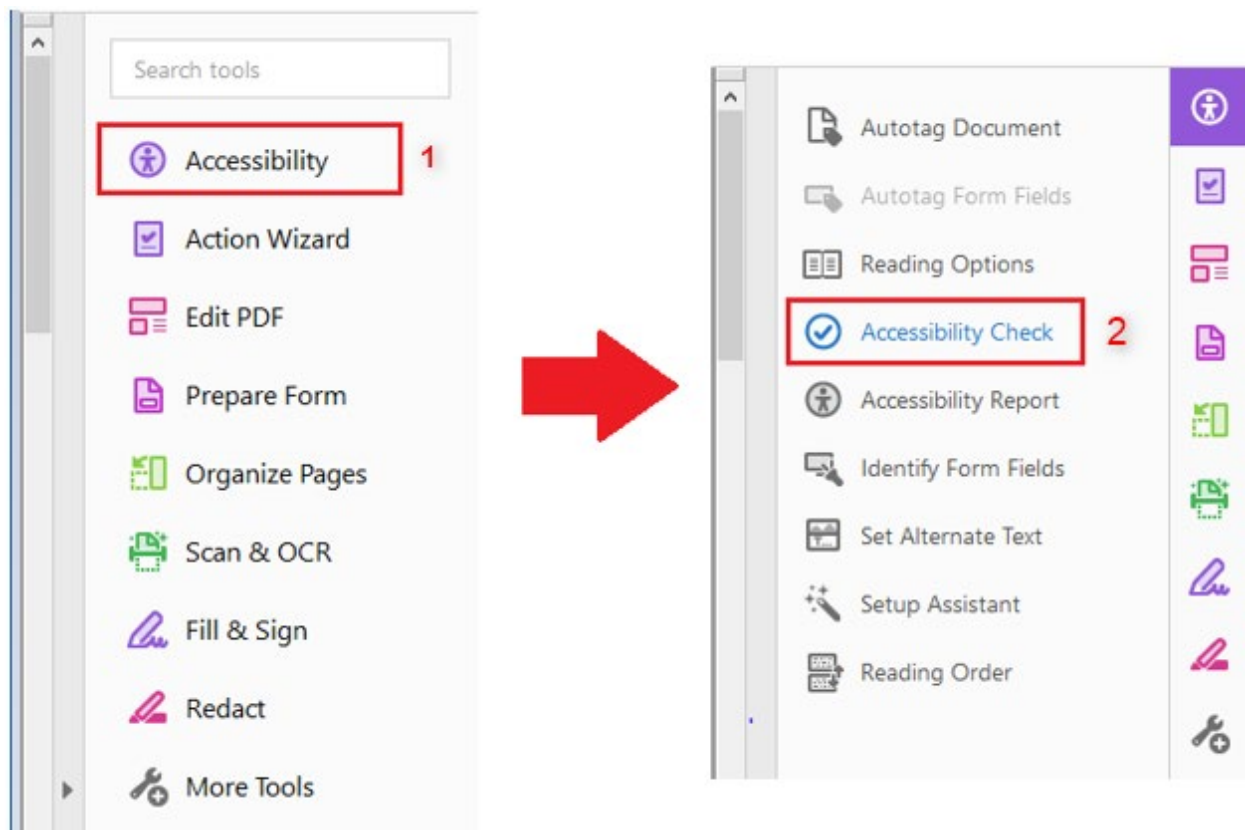 Search tools
Accessibility
1
Action Wizard
Edit PDF
Prepare Form
Organize Pages
Scan & OCR
Fill & Sign
Redact
More Tools
Autotag Document
Autotag Form Fields
Reading Options
Accessibility Check
2
Accessibility Report
Identify Form Fields
Set Alternate Text
Setup Assistant
Reading Order